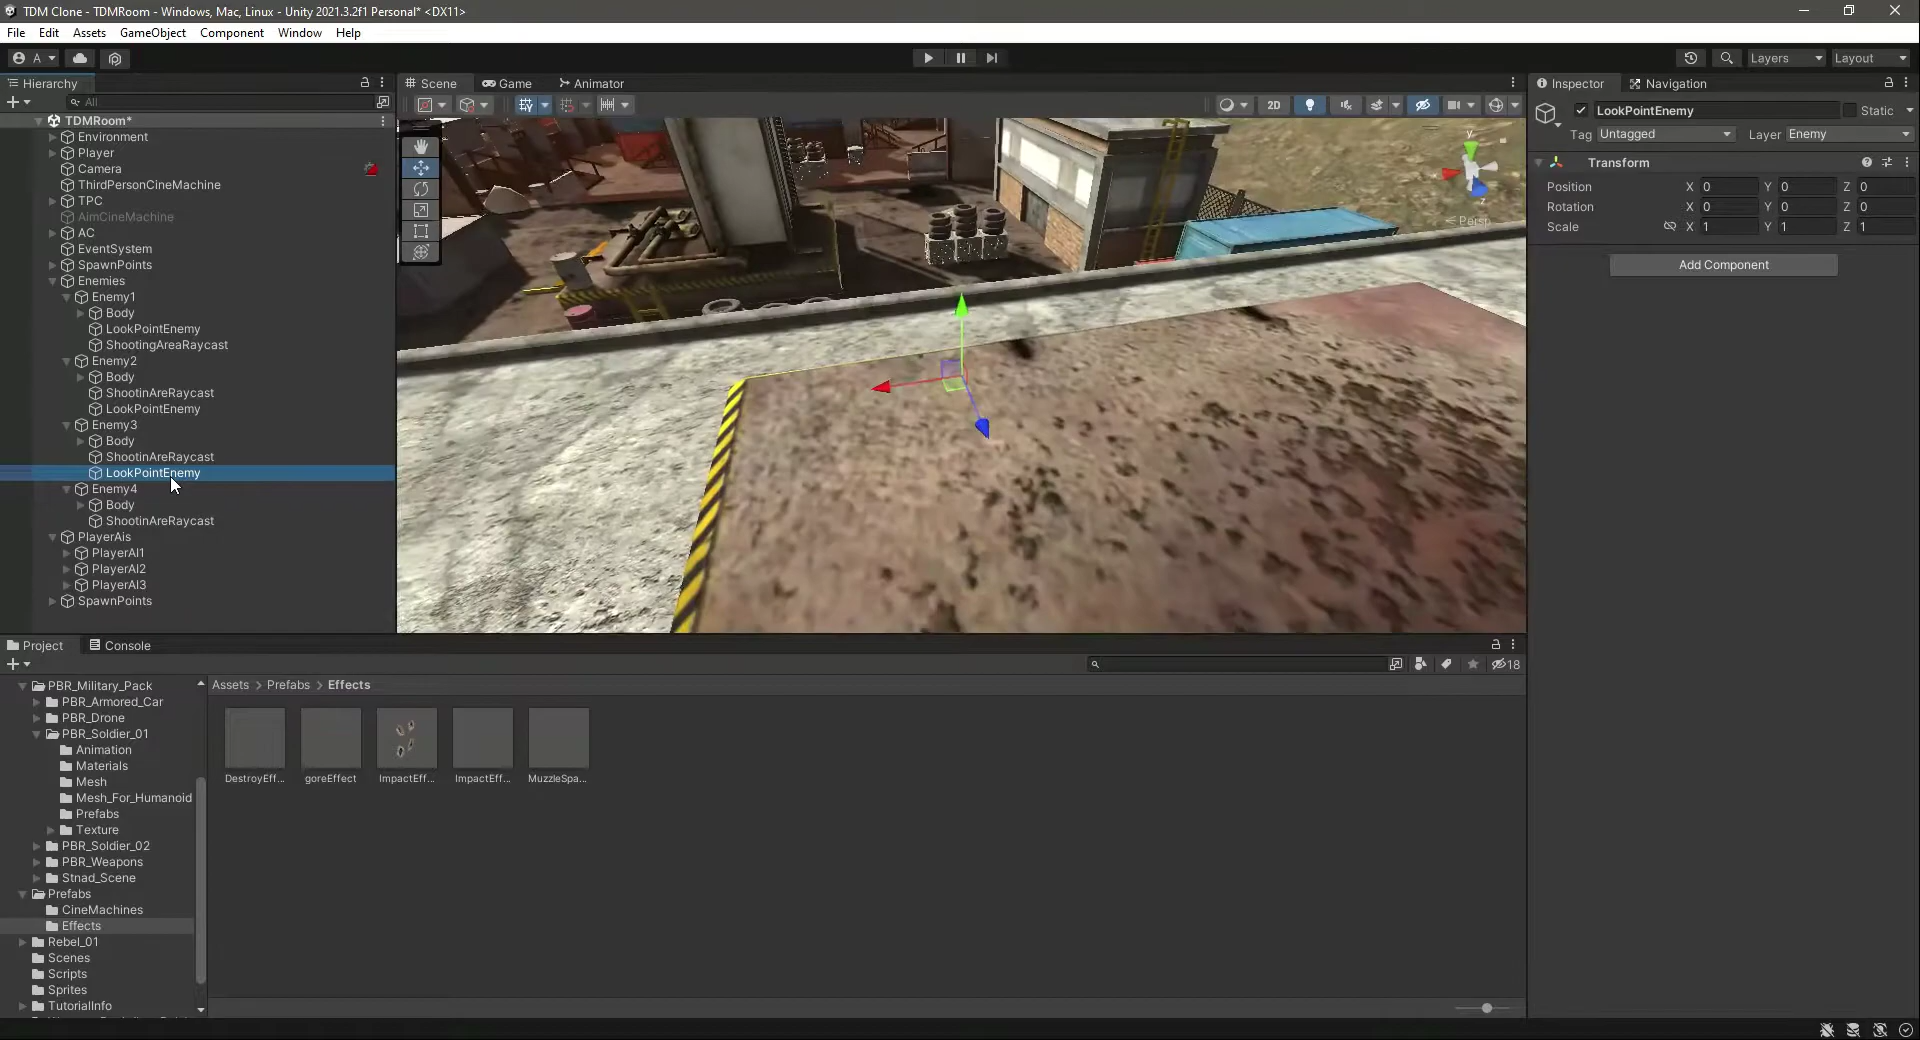 TDM Clone - TDMRoom - Windows, Mac, Linux - Unity 2021.3.2f1 Personal* <DX11>
File Edit Assets GameObject Component Window Help
A Layers Layout
Hierarchy
All
TDMRoom*
Environment
Player
Camera
ThirdPersonCineMachine
TPC
AimCineMachine
AC
EventSystem
SpawnPoints
Enemies
Enemy1
Body
LookPointEnemy
ShootingAreaRaycast
Enemy2
Body
ShootinAreRaycast
LookPointEnemy
Enemy3
Body
ShootinAreRaycast
LookPointEnemy
Enemy4
Body
ShootinAreRaycast
PlayerAis
PlayerAI1
PlayerAI2
PlayerAI3
SpawnPoints
Scene Game Animator
2D
y
z
< Persp
Inspector Navigation
LookPointEnemy Static
Tag Untagged Layer Enemy
Transform
Position X 0 Y 0 Z 0
Rotation X 0 Y 0 Z 0
Scale X 1 Y 1 Z 1
Add Component
Project Console
18
PBR_Military_Pack
PBR_Armored_Car
PBR_Drone
PBR_Soldier_01
Animation
Materials
Mesh
Mesh_For_Humanoid
Prefabs
Texture
PBR_Soldier_02
PBR_Weapons
Stnad_Scene
Prefabs
CineMachines
Effects
Rebel_01
Scenes
Scripts
Sprites
TutorialInfo
Assets > Prefabs > Effects
DestroyEff... goreEffect ImpactEff... ImpactEff... MuzzleSpa...